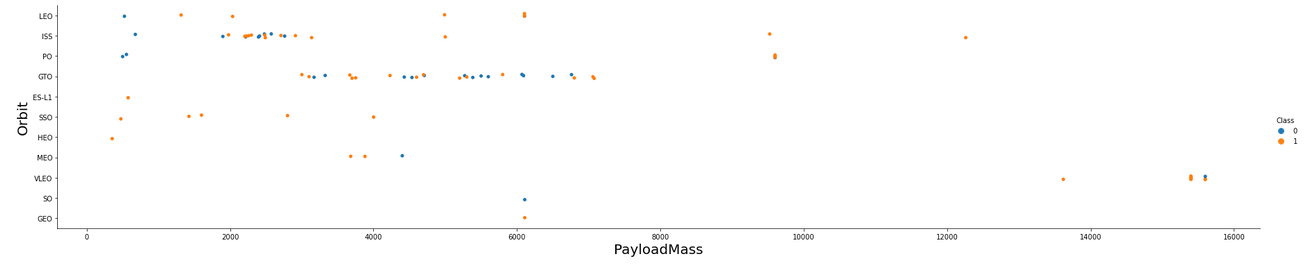 LEO
ISS
PO
GTO
ES-L1
SSO
HEO
MEO
VLEO
SO
GEO
Orbit
0
2000
4000
6000
8000
10000
12000
14000
16000
PayloadMass
Class
0
1